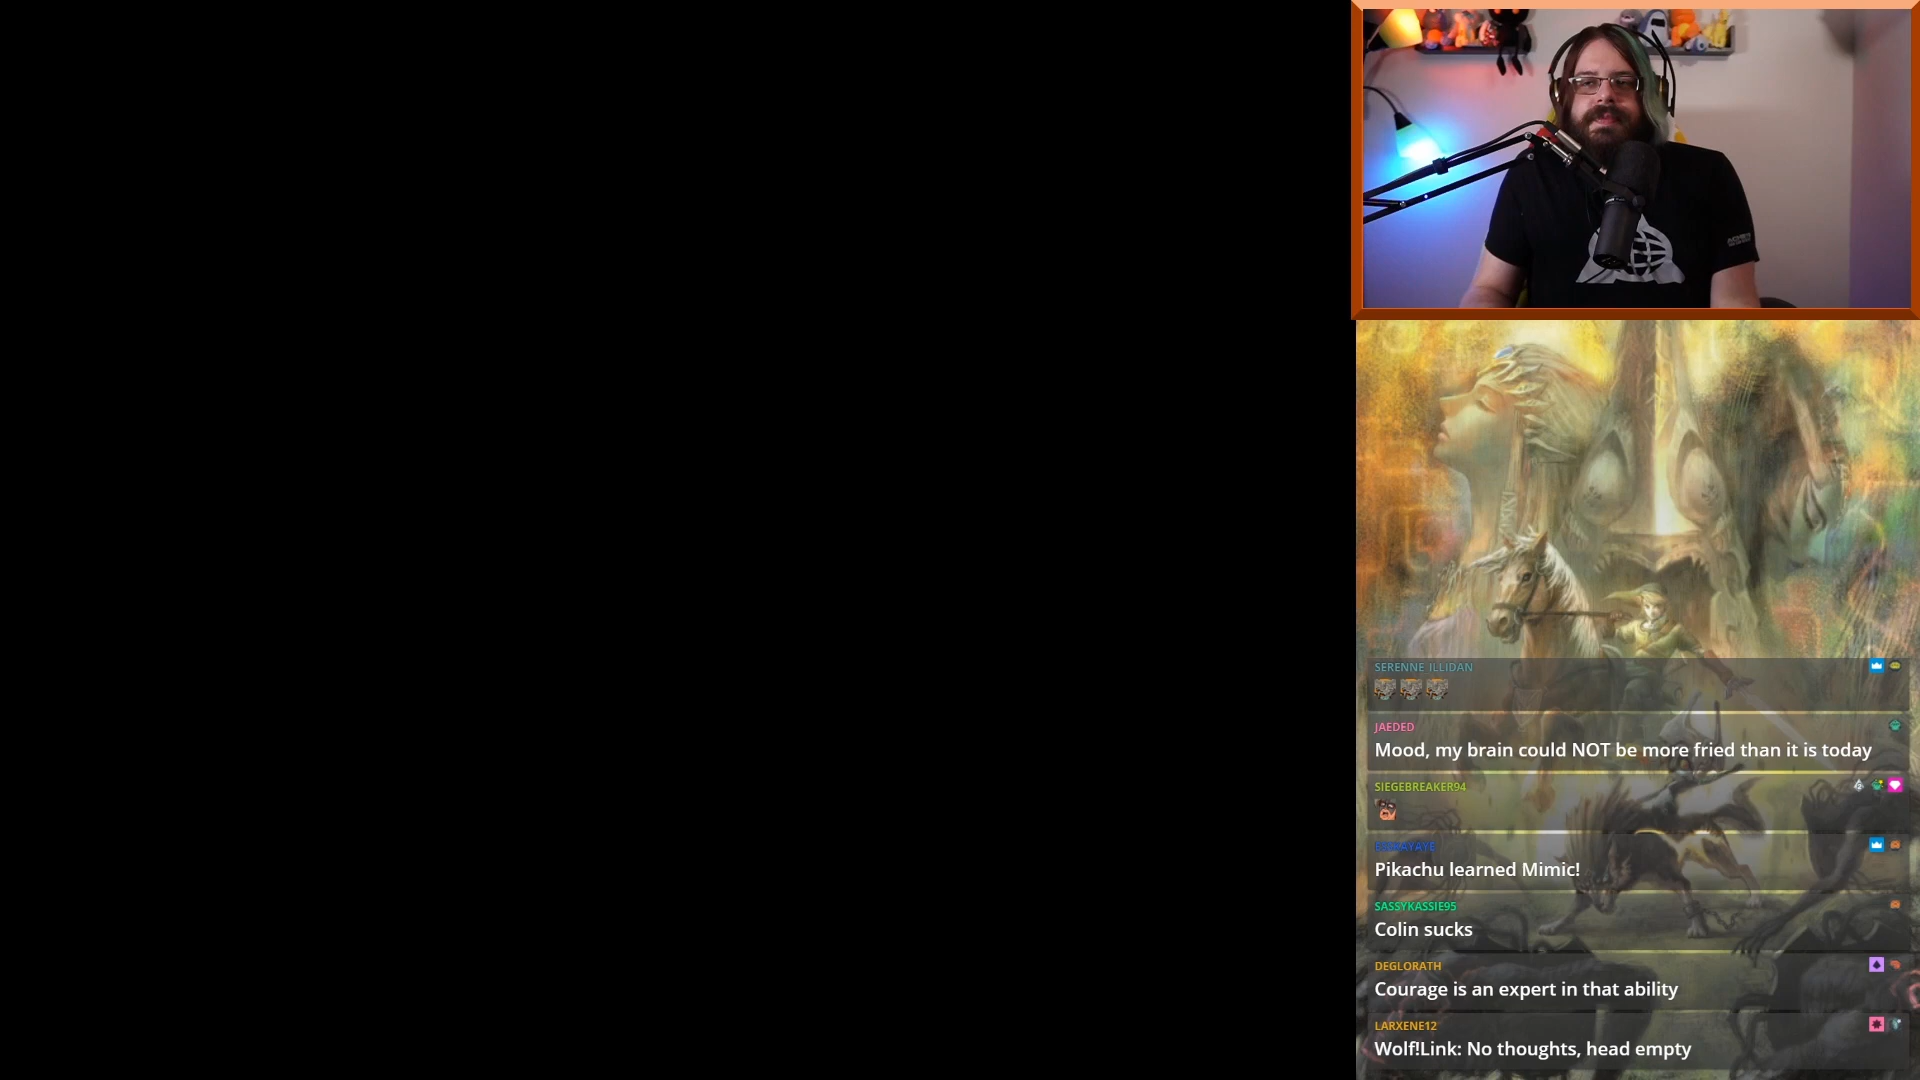 SERENNE ILLIDAN
JAEDED
Mood, my brain could NOT be more fried than it is today
SIEGEBREAKER94
Pikachu learned Mimic!
SASSYKASSIE95
Colin sucks
DEGLORATH
Courage is an expert in that ability
LARXENE12
Wolf!Link: No thoughts, head empty